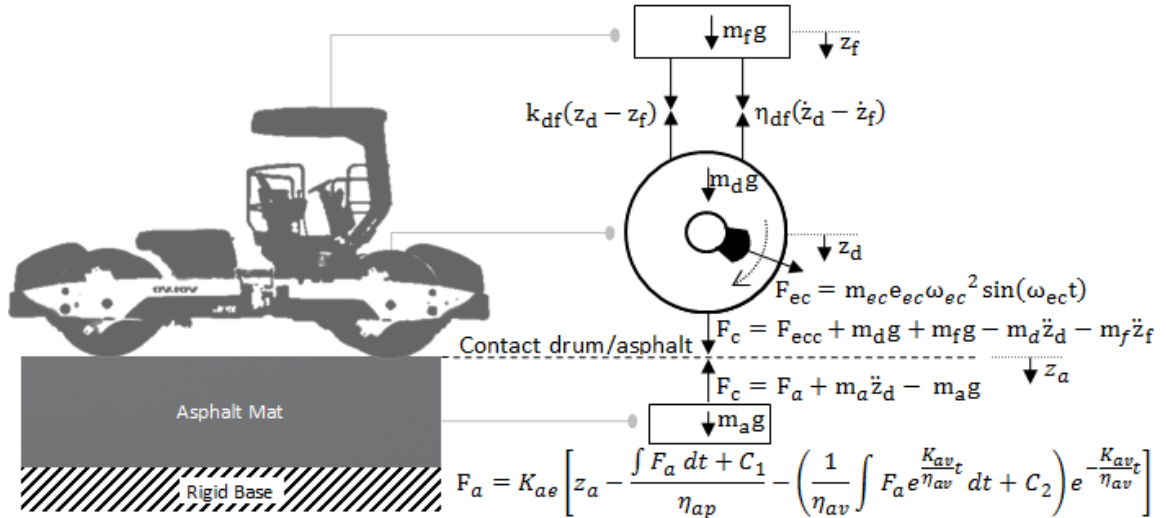 m_f g
z_f
k_df(z_d − z_f)
η_df(ż_d − ż_f)
m_d g
z_d
F_ec = m_ec e_ec ω_ec² sin(ω_ec t)
F_c = F_ecc + m_d g + m_f g − m_d z̈_d − m_f z̈_f
Contact drum/asphalt
z_a
F_c = F_a + m_a z̈_d − m_a g
Asphalt Mat
m_a g
F_a = K_ae [z_a − (∫ F_a dt + C_1)/η_ap − (1/η_av ∫ F_a e^(K_av/η_av t) dt + C_2) e^(−K_av/η_av t)]
Rigid Base